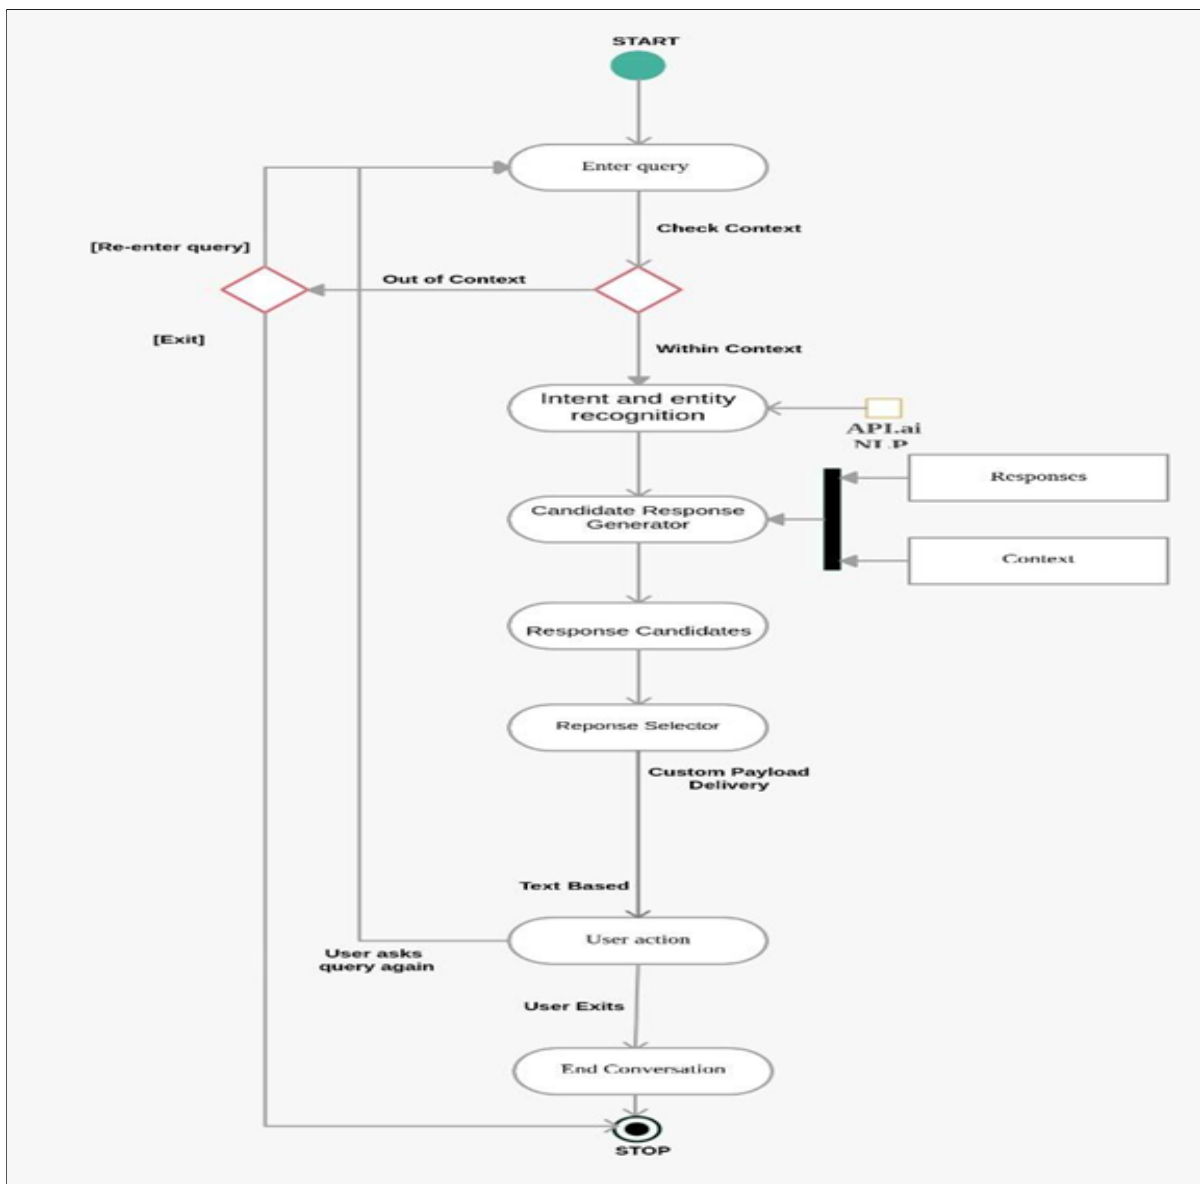 START
Enter query
Check Context
[Re-enter query]
Out of Context
[Exit]
Within Context
Intent and entity
recognition
API.ai
NLP
Responses
Candidate Response
Generator
Context
Response Candidates
Reponse Selector
Custom Payload
Delivery
Text Based
User action
User asks
query again
User Exits
End Conversation
STOP